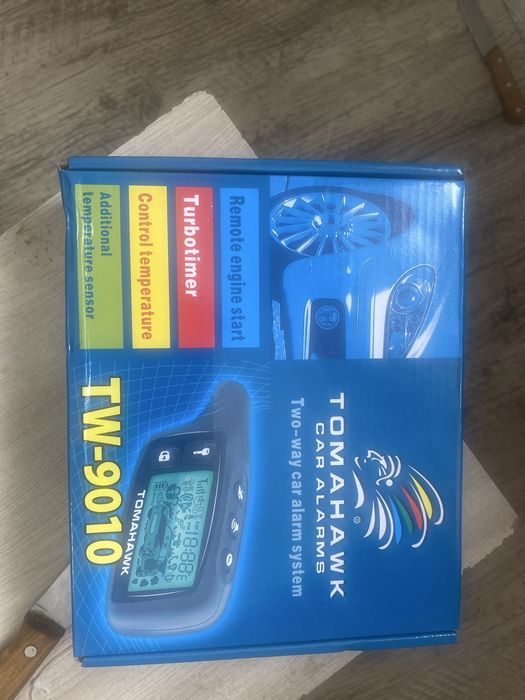 TOMAHAWK
CAR ALARMS
®
Two-way car alarm system
Remote engine start
Turbotimer
Control temperature
Additional
temperature sensor
TW-9010
TOMAHAWK